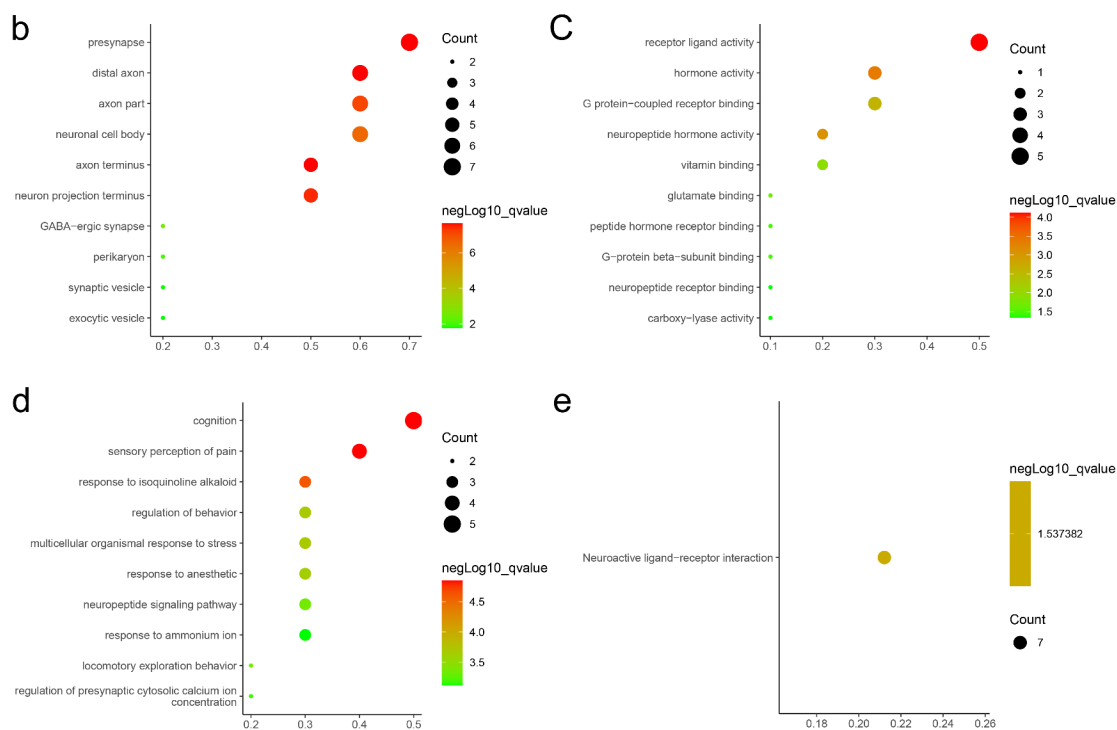 b
presynapse
distal axon
axon part
neuronal cell body
axon terminus
neuron projection terminus
GABA−ergic synapse
perikaryon
synaptic vesicle
exocytic vesicle
0.2 0.3 0.4 0.5 0.6 0.7
Count
2
3
4
5
6
7
negLog10_qvalue
6
4
2
C
receptor ligand activity
hormone activity
G protein−coupled receptor binding
neuropeptide hormone activity
vitamin binding
glutamate binding
peptide hormone receptor binding
G−protein beta−subunit binding
neuropeptide receptor binding
carboxy−lyase activity
0.1 0.2 0.3 0.4 0.5
Count
1
2
3
4
5
negLog10_qvalue
4.0
3.5
3.0
2.5
2.0
1.5
d
cognition
sensory perception of pain
response to isoquinoline alkaloid
regulation of behavior
multicellular organismal response to stress
response to anesthetic
neuropeptide signaling pathway
response to ammonium ion
locomotory exploration behavior
regulation of presynaptic cytosolic calcium ion
concentration
0.2 0.3 0.4 0.5
Count
2
3
4
5
negLog10_qvalue
4.5
4.0
3.5
e
Neuroactive ligand−receptor interaction
0.18 0.20 0.22 0.24 0.26
negLog10_qvalue
1.537382
Count
7